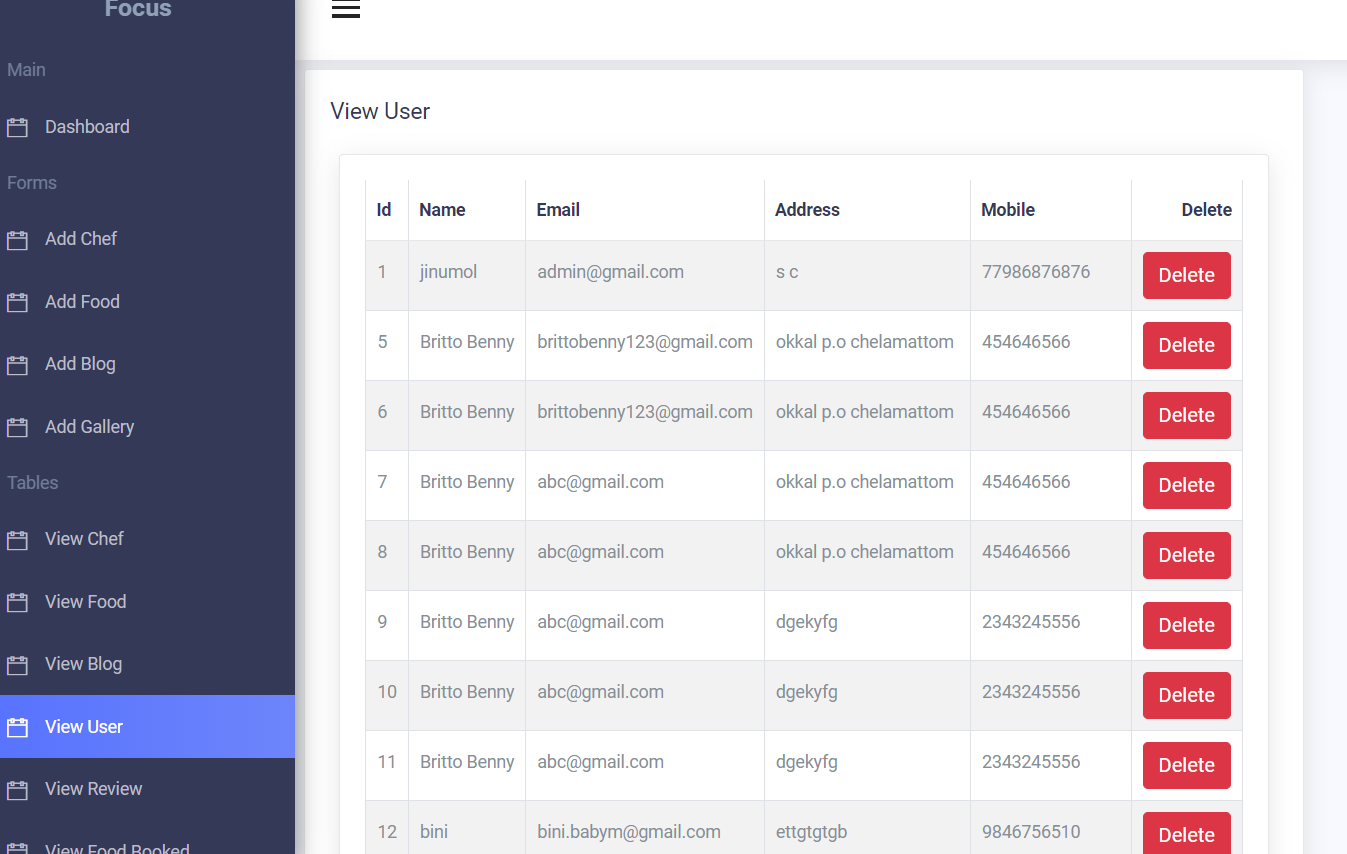 Focus
Main
Dashboard
Forms
Add Chef
Add Food
Add Blog
Add Gallery
Tables
View Chef
View Food
View Blog
View User
View Review
View Food Booked
View User
Id Name Email Address Mobile Delete
1 jinumol admin@gmail.com s c 77986876876 Delete
5 Britto Benny brittobenny123@gmail.com okkal p.o chelamattom 454646566 Delete
6 Britto Benny brittobenny123@gmail.com okkal p.o chelamattom 454646566 Delete
7 Britto Benny abc@gmail.com okkal p.o chelamattom 454646566 Delete
8 Britto Benny abc@gmail.com okkal p.o chelamattom 454646566 Delete
9 Britto Benny abc@gmail.com dgekyfg 2343245556 Delete
10 Britto Benny abc@gmail.com dgekyfg 2343245556 Delete
11 Britto Benny abc@gmail.com dgekyfg 2343245556 Delete
12 bini bini.babym@gmail.com ettgtgtgb 9846756510 Delete